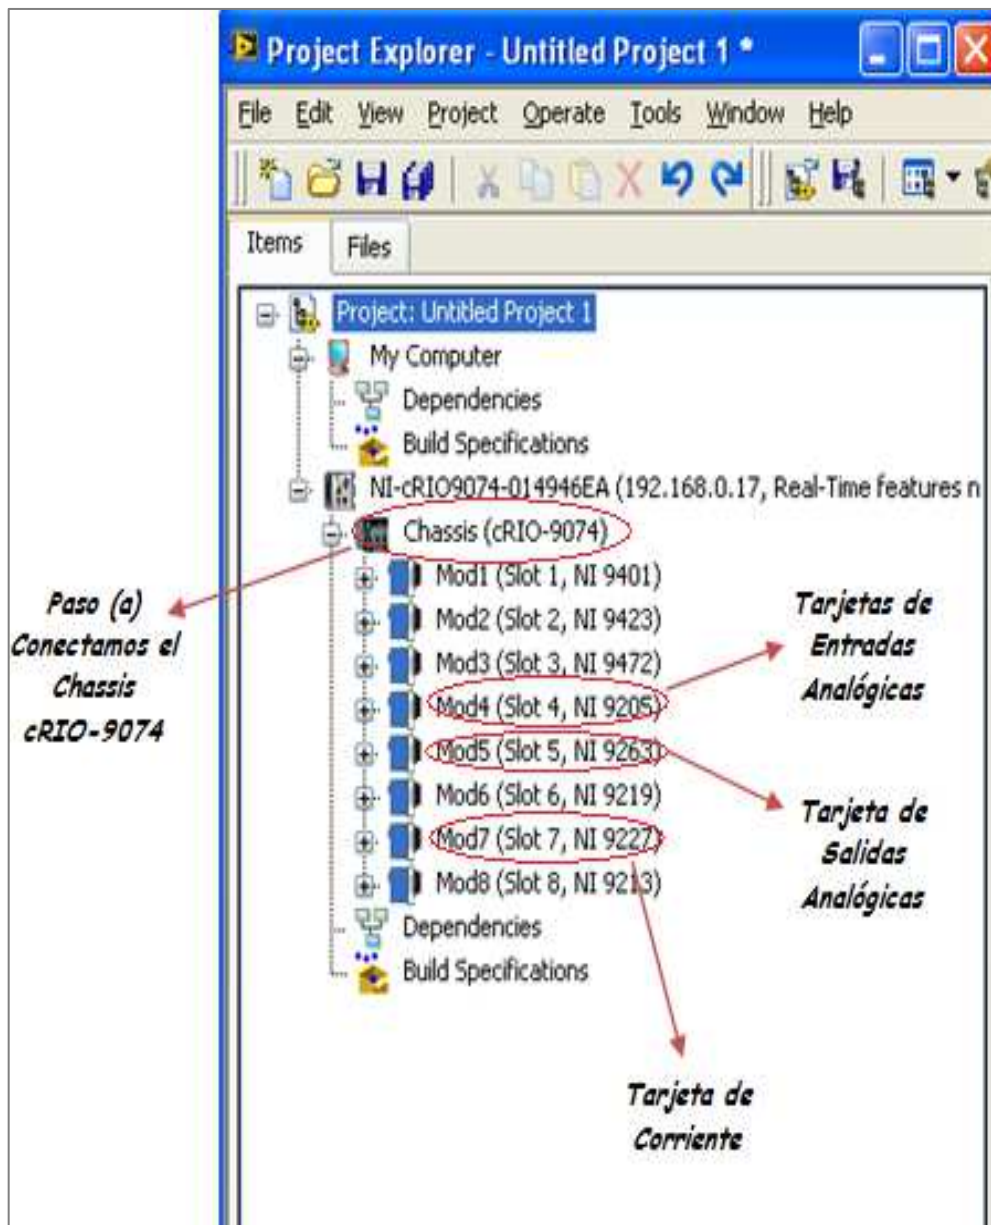 Project Explorer - Untitled Project 1 *
File Edit View Project Operate Tools Window Help
Items Files
Project: Untitled Project 1
My Computer
Dependencies
Build Specifications
NI-cRIO9074-014946EA (192.168.0.17, Real-Time features n
Chassis (cRIO-9074)
Mod1 (Slot 1, NI 9401)
Mod2 (Slot 2, NI 9423)
Mod3 (Slot 3, NI 9472)
Mod4 (Slot 4, NI 9205)
Mod5 (Slot 5, NI 9263)
Mod6 (Slot 6, NI 9219)
Mod7 (Slot 7, NI 9227)
Mod8 (Slot 8, NI 9213)
Dependencies
Build Specifications
Paso (a)
Conectamos el
Chassis
cRIO-9074
Tarjetas de
Entradas
Analógicas
Tarjeta de
Salidas
Analógicas
Tarjeta de
Corriente